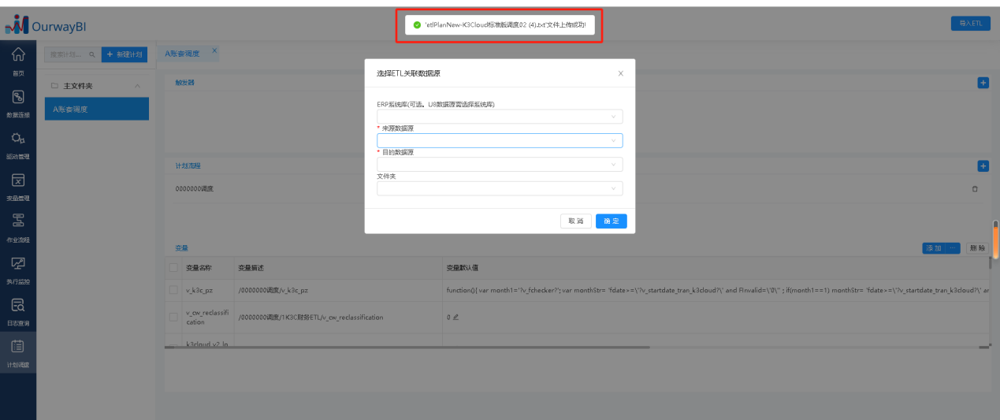 OurwayBI
'etlPlanNew-K3Cloud标准版调度02 (4).txt'文件上传成功!
导入ETL
首页
数据连接
驱动管理
变量管理
作业流程
执行监控
日志查询
计划调度
搜索计划...
+ 新建计划
主文件夹
A账套调度
A账套调度 ×
触发器
选择ETL关联数据源
ERP系统库(可选。U8数据源需选择系统库)
* 来源数据源
* 目的数据源
文件夹
取 消
确 定
计划流程
0000000调度
变量
添 加
删 除
变量名称 变量描述 变量默认值
v_k3c_pz /0000000调度/v_k3c_pz function(){ var month1='?v_fchecker?'; var monthStr= 'fdate>=\'?v_startdate_tran_k3cloud?\' and FInvalid=\'0\'' ; if(month1==1) monthStr= 'fdate>=\'?v_startdate_tran_k3cloud?\' ar
v_cw_reclassifi
cation
/0000000调度/1K3C财务ETL/v_cw_reclassification 0
k3cloud_v2_lo